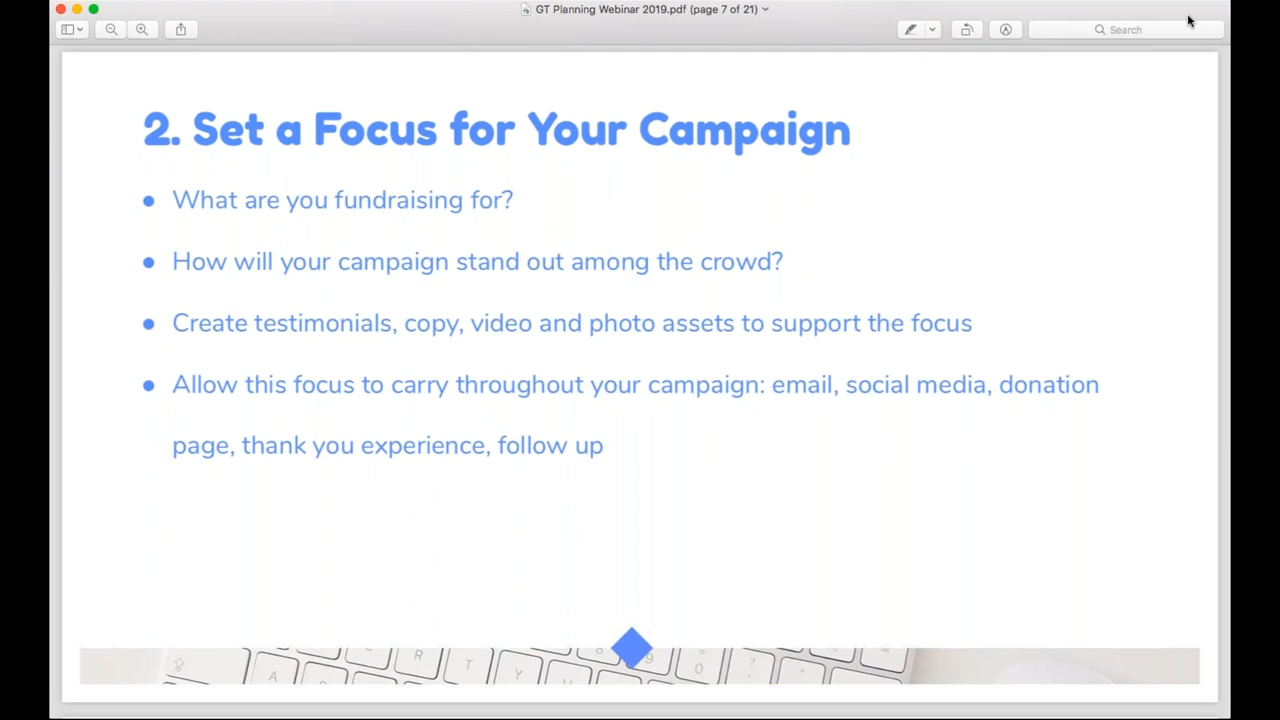 GT Planning Webinar 2019.pdf (page 7 of 21)
Search
2. Set a Focus for Your Campaign
● What are you fundraising for?
● How will your campaign stand out among the crowd?
● Create testimonials, copy, video and photo assets to support the focus
● Allow this focus to carry throughout your campaign: email, social media, donation
page, thank you experience, follow up
R T Y U 8 9 0 ?
A